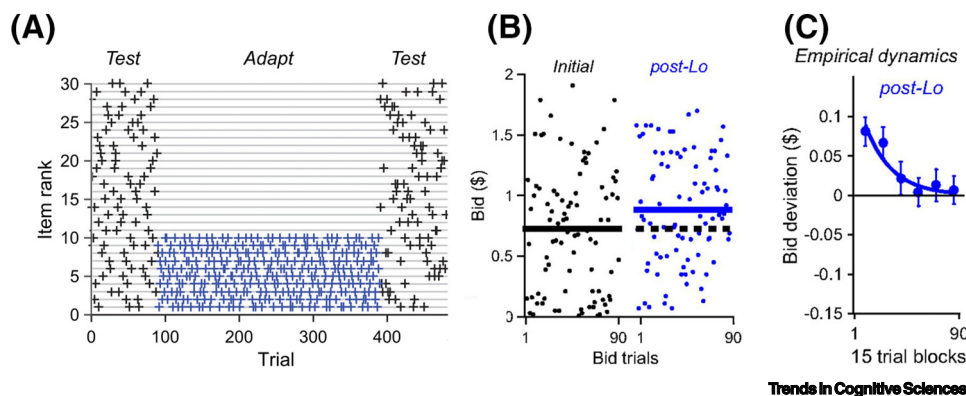 (A)
Test Adapt Test
30
25
20
15
10
5
0
Item rank
0 100 200 300 400
Trial
(B)
Initial post-Lo
2
1.5
1
0.5
Bid ($)
1 90 1 90
Bid trials
(C)
Empirical dynamics
post-Lo
0.1
0.05
0
-0.05
-0.1
-0.15
Bid deviation ($)
1 90
15 trial blocks
Trends in Cognitive Sciences